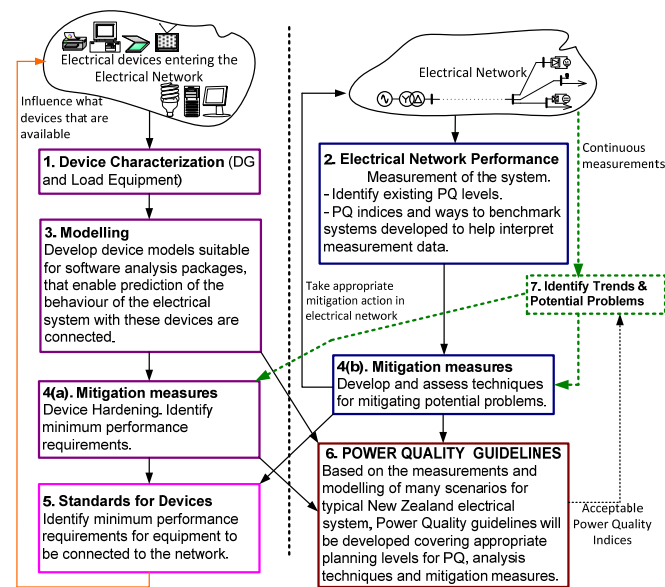 Electrical devices entering the
Electrical Network
Influence what
devices that are
available
1. Device Characterization (DG
and Load Equipment)
3. Modelling
Develop device models suitable
for software analysis packages,
that enable prediction of the
behaviour of the electrical
system with these devices are
connected.
4(a). Mitigation measures
Device Hardening. Identify
minimum performance
requirements.
5. Standards for Devices
Identify minimum performance
requirements for equipment to
be connected to the network.
Electrical Network
Continuous
measurements
2. Electrical Network Performance
Measurement of the system.
- Identify existing PQ levels.
- PQ indices and ways to benchmark
systems developed to help interpret
measurement data.
Take appropriate
mitigation action in
electrical network
7. Identify Trends &
Potential Problems
4(b). Mitigation measures
Develop and assess techniques
for mitigating potential problems.
6. POWER QUALITY GUIDELINES
Based on the measurements and
modelling of many scenarios for
typical New Zealand electrical
system, Power Quality guidelines will
be developed covering appropriate
planning levels for PQ, analysis
techniques and mitigation measures.
Acceptable
Power Quality
Indices